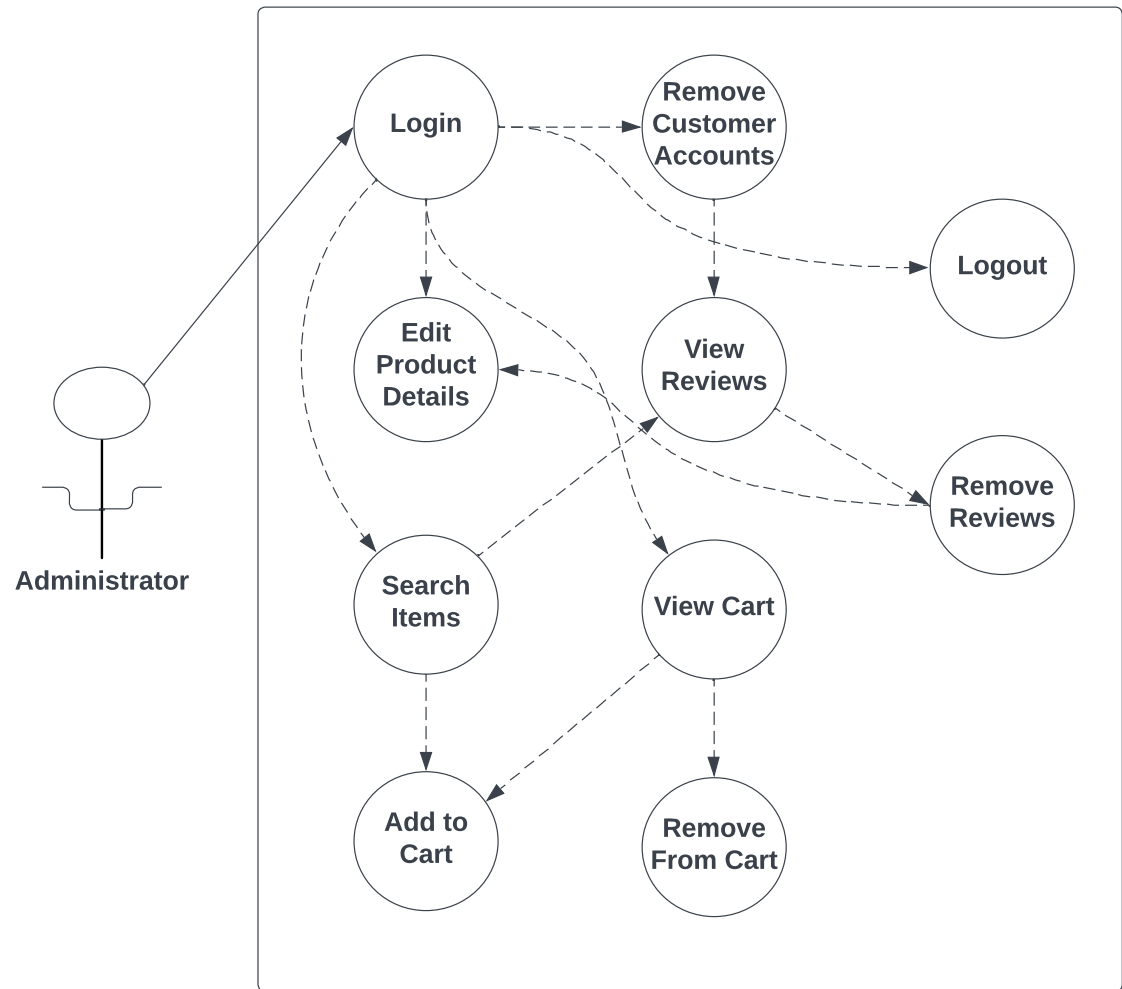 Login
Remove
Customer
Accounts
Logout
Edit
Product
Details
View
Reviews
Remove
Reviews
Administrator
Search
Items
View Cart
Add to
Cart
Remove
From Cart